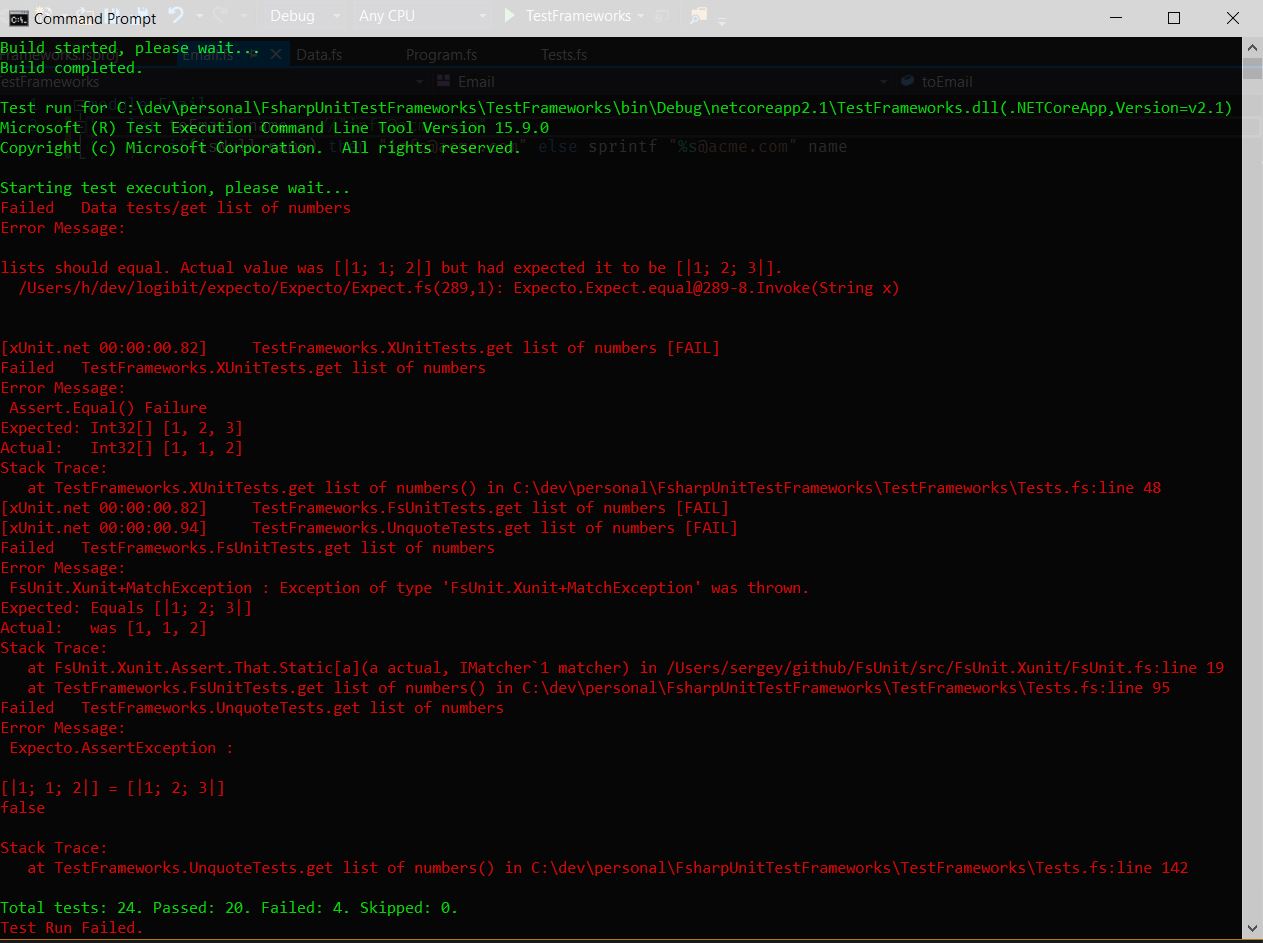 Command Prompt
Debug
Any CPU
TestFrameworks
Build started, please wait...
Data.fs
Program.fs
Tests.fs
Build completed.
Email
toEmail
Test run for C:\dev\personal\FsharpUnitTestFrameworks\TestFrameworks\bin\Debug\netcoreapp2.1\TestFrameworks.dll(.NETCoreApp,Version=v2.1)
Microsoft (R) Test Execution Command Line Tool Version 15.9.0
Copyright (c) Microsoft Corporation.  All rights reserved.
else sprintf "%s@acme.com" name
Starting test execution, please wait...
Failed   Data tests/get list of numbers
Error Message:
lists should equal. Actual value was [|1; 1; 2|] but had expected it to be [|1; 2; 3|].
  /Users/h/dev/logibit/expecto/Expecto/Expect.fs(289,1): Expecto.Expect.equal@289-8.Invoke(String x)
[xUnit.net 00:00:00.82]     TestFrameworks.XUnitTests.get list of numbers [FAIL]
Failed   TestFrameworks.XUnitTests.get list of numbers
Error Message:
 Assert.Equal() Failure
Expected: Int32[] [1, 2, 3]
Actual:   Int32[] [1, 1, 2]
Stack Trace:
   at TestFrameworks.XUnitTests.get list of numbers() in C:\dev\personal\FsharpUnitTestFrameworks\TestFrameworks\Tests.fs:line 48
[xUnit.net 00:00:00.82]     TestFrameworks.FsUnitTests.get list of numbers [FAIL]
[xUnit.net 00:00:00.94]     TestFrameworks.UnquoteTests.get list of numbers [FAIL]
Failed   TestFrameworks.FsUnitTests.get list of numbers
Error Message:
 FsUnit.Xunit+MatchException : Exception of type 'FsUnit.Xunit+MatchException' was thrown.
Expected: Equals [|1; 2; 3|]
Actual:   was [1, 1, 2]
Stack Trace:
   at FsUnit.Xunit.Assert.That.Static[a](a actual, IMatcher`1 matcher) in /Users/sergey/github/FsUnit/src/FsUnit.Xunit/FsUnit.fs:line 19
   at TestFrameworks.FsUnitTests.get list of numbers() in C:\dev\personal\FsharpUnitTestFrameworks\TestFrameworks\Tests.fs:line 95
Failed   TestFrameworks.UnquoteTests.get list of numbers
Error Message:
 Expecto.AssertException :
[|1; 1; 2|] = [|1; 2; 3|]
false
Stack Trace:
   at TestFrameworks.UnquoteTests.get list of numbers() in C:\dev\personal\FsharpUnitTestFrameworks\TestFrameworks\Tests.fs:line 142
Total tests: 24. Passed: 20. Failed: 4. Skipped: 0.
Test Run Failed.